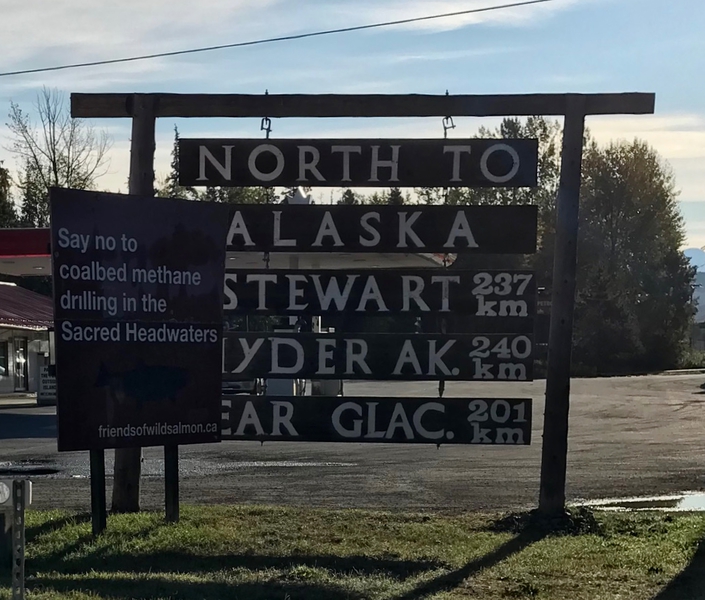 NORTH TO
ALASKA
STEWART 237 km
YDER AK. 240 km
EAR GLAC. 201 km
Say no to
coalbed methane
drilling in the
Sacred Headwaters
friendsofwildsalmon.ca